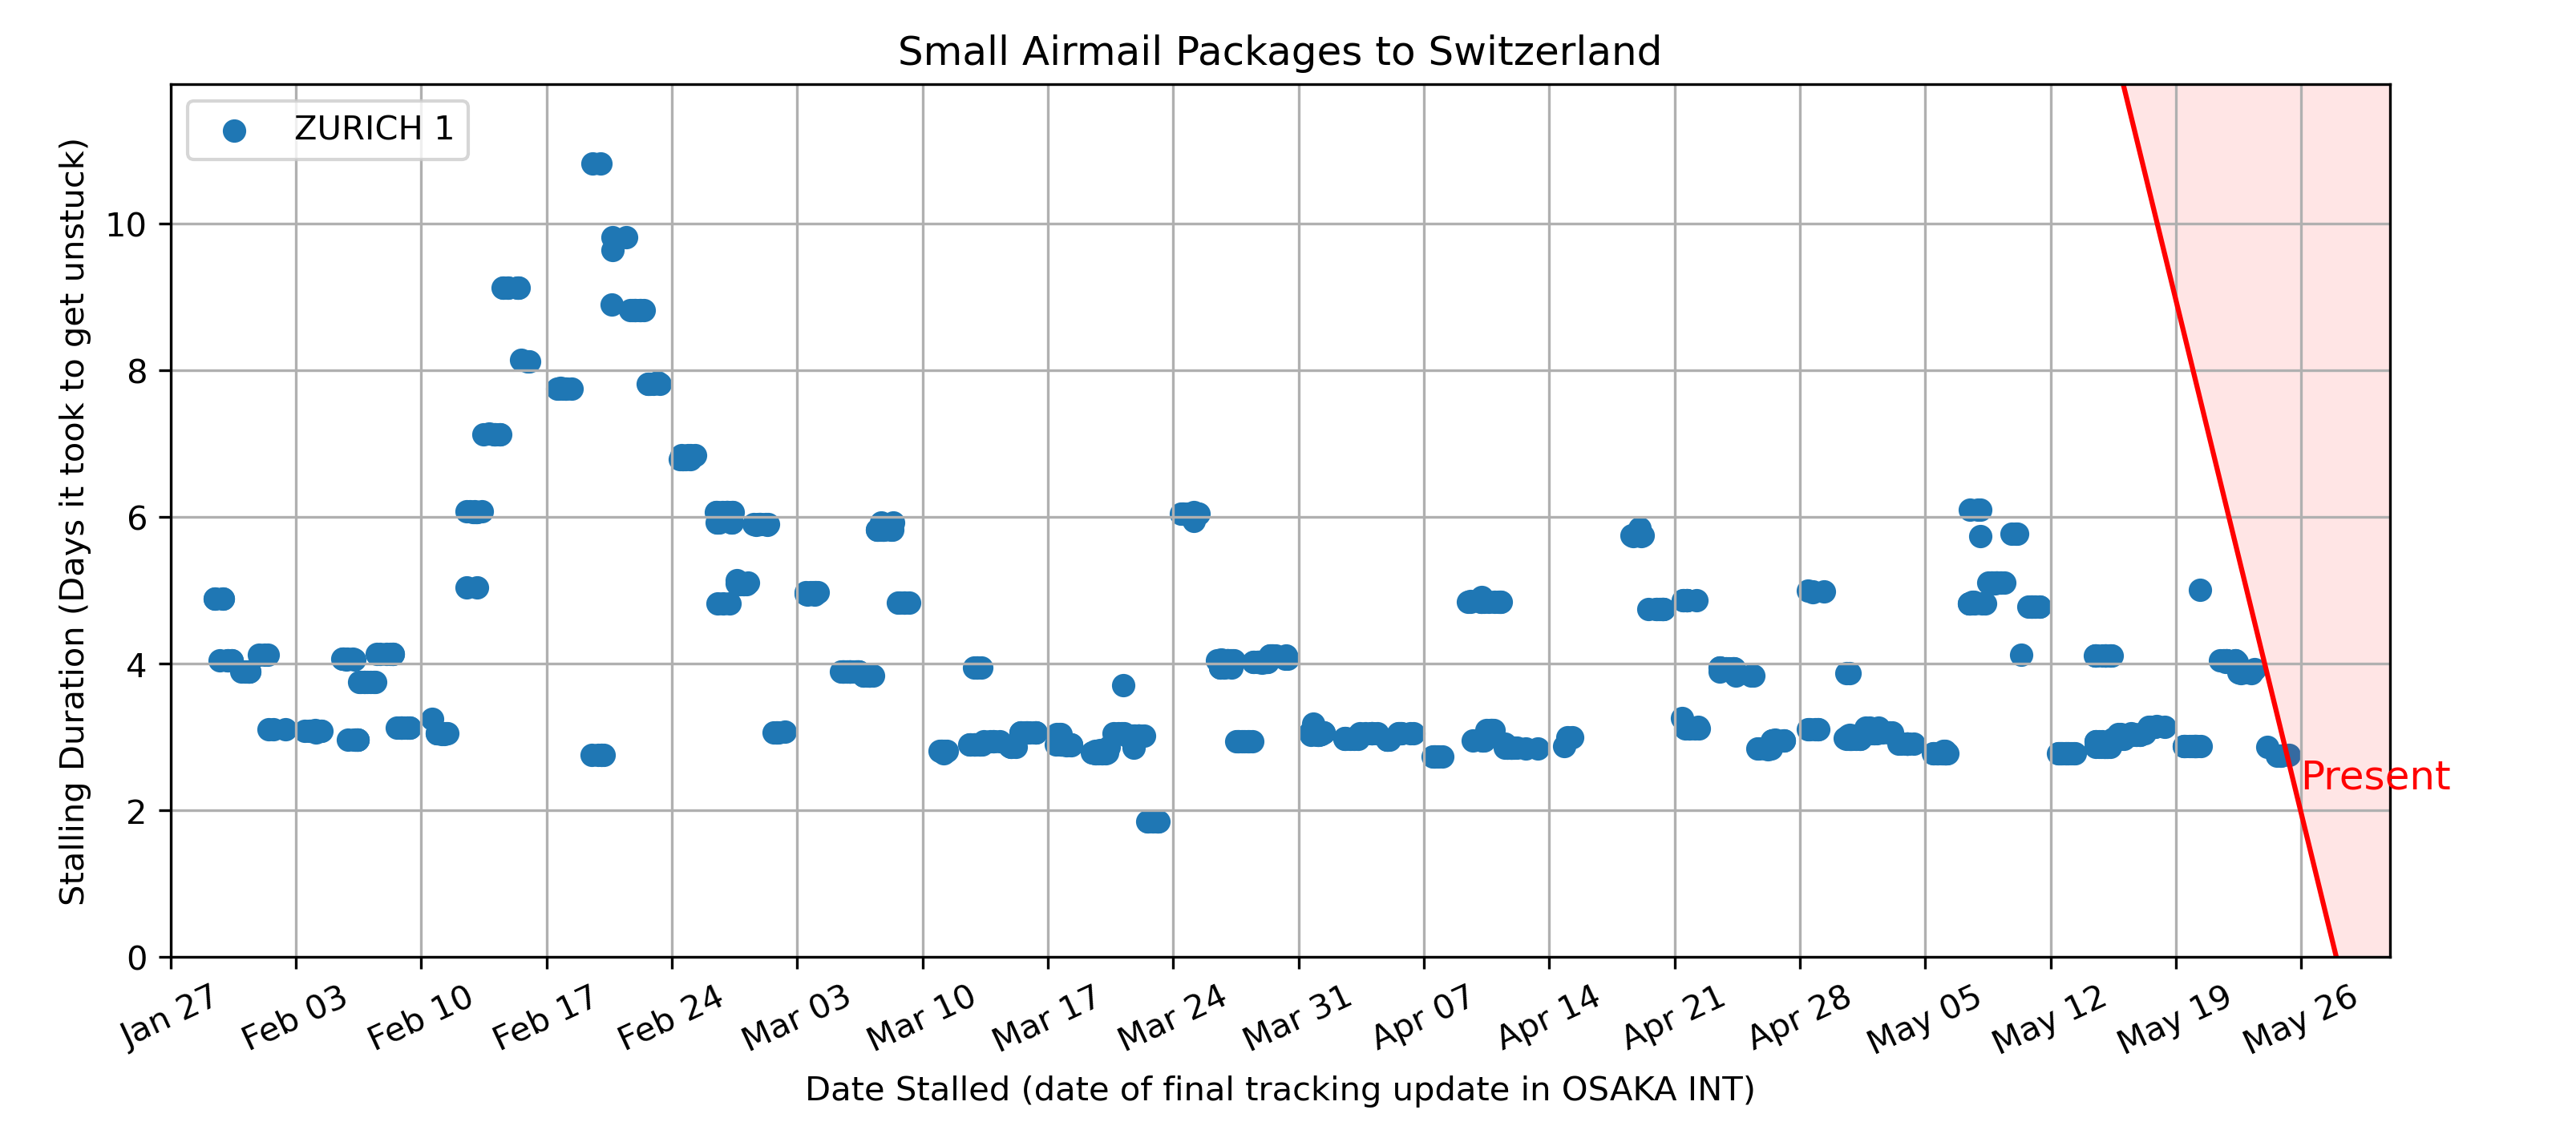 Small Airmail Packages to Switzerland
ZURICH 1
Stalling Duration (Days it took to get unstuck)
10
8
6
4
2
0
Present
Jan 27
Feb 03
Feb 10
Feb 17
Feb 24
Mar 03
Mar 10
Mar 17
Mar 24
Mar 31
Apr 07
Apr 14
Apr 21
Apr 28
May 05
May 12
May 19
May 26
Date Stalled (date of final tracking update in OSAKA INT)